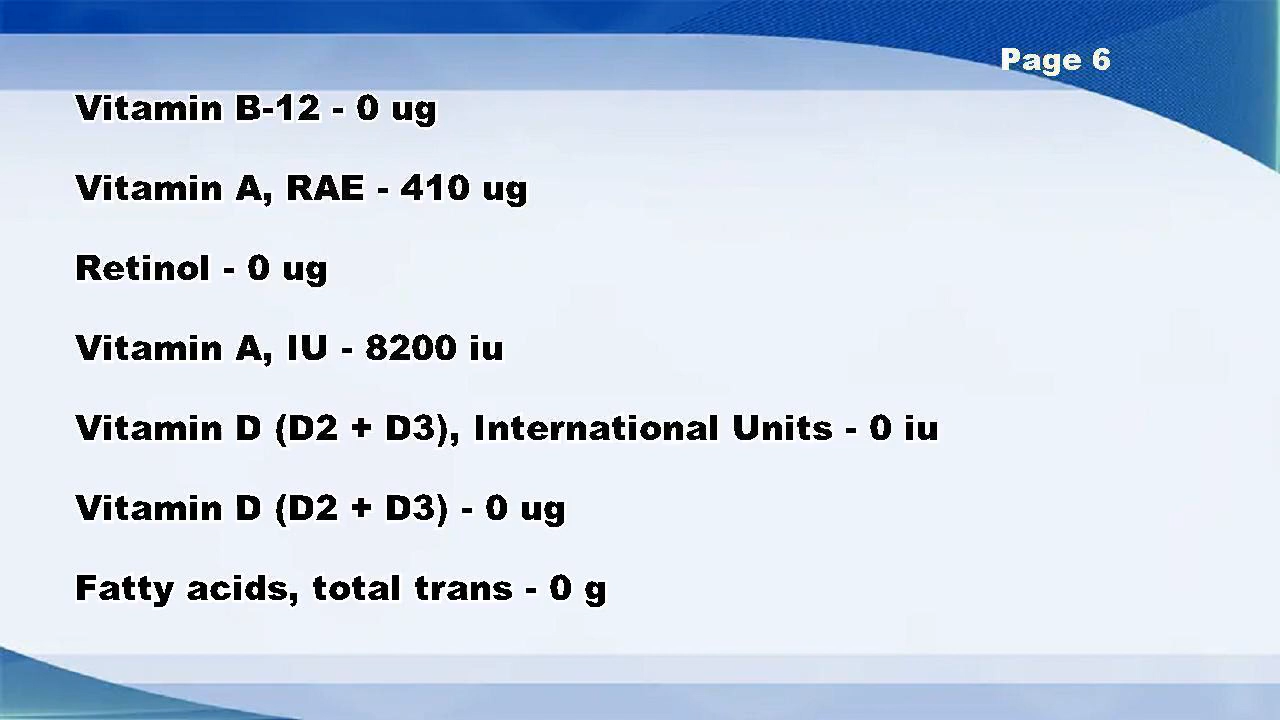 Page 6
Vitamin B-12 - 0 ug
Vitamin A, RAE - 410 ug
Retinol - 0 ug
Vitamin A, IU - 8200 iu
Vitamin D (D2 + D3), International Units - 0 iu
Vitamin D (D2 + D3) - 0 ug
Fatty acids, total trans - 0 g